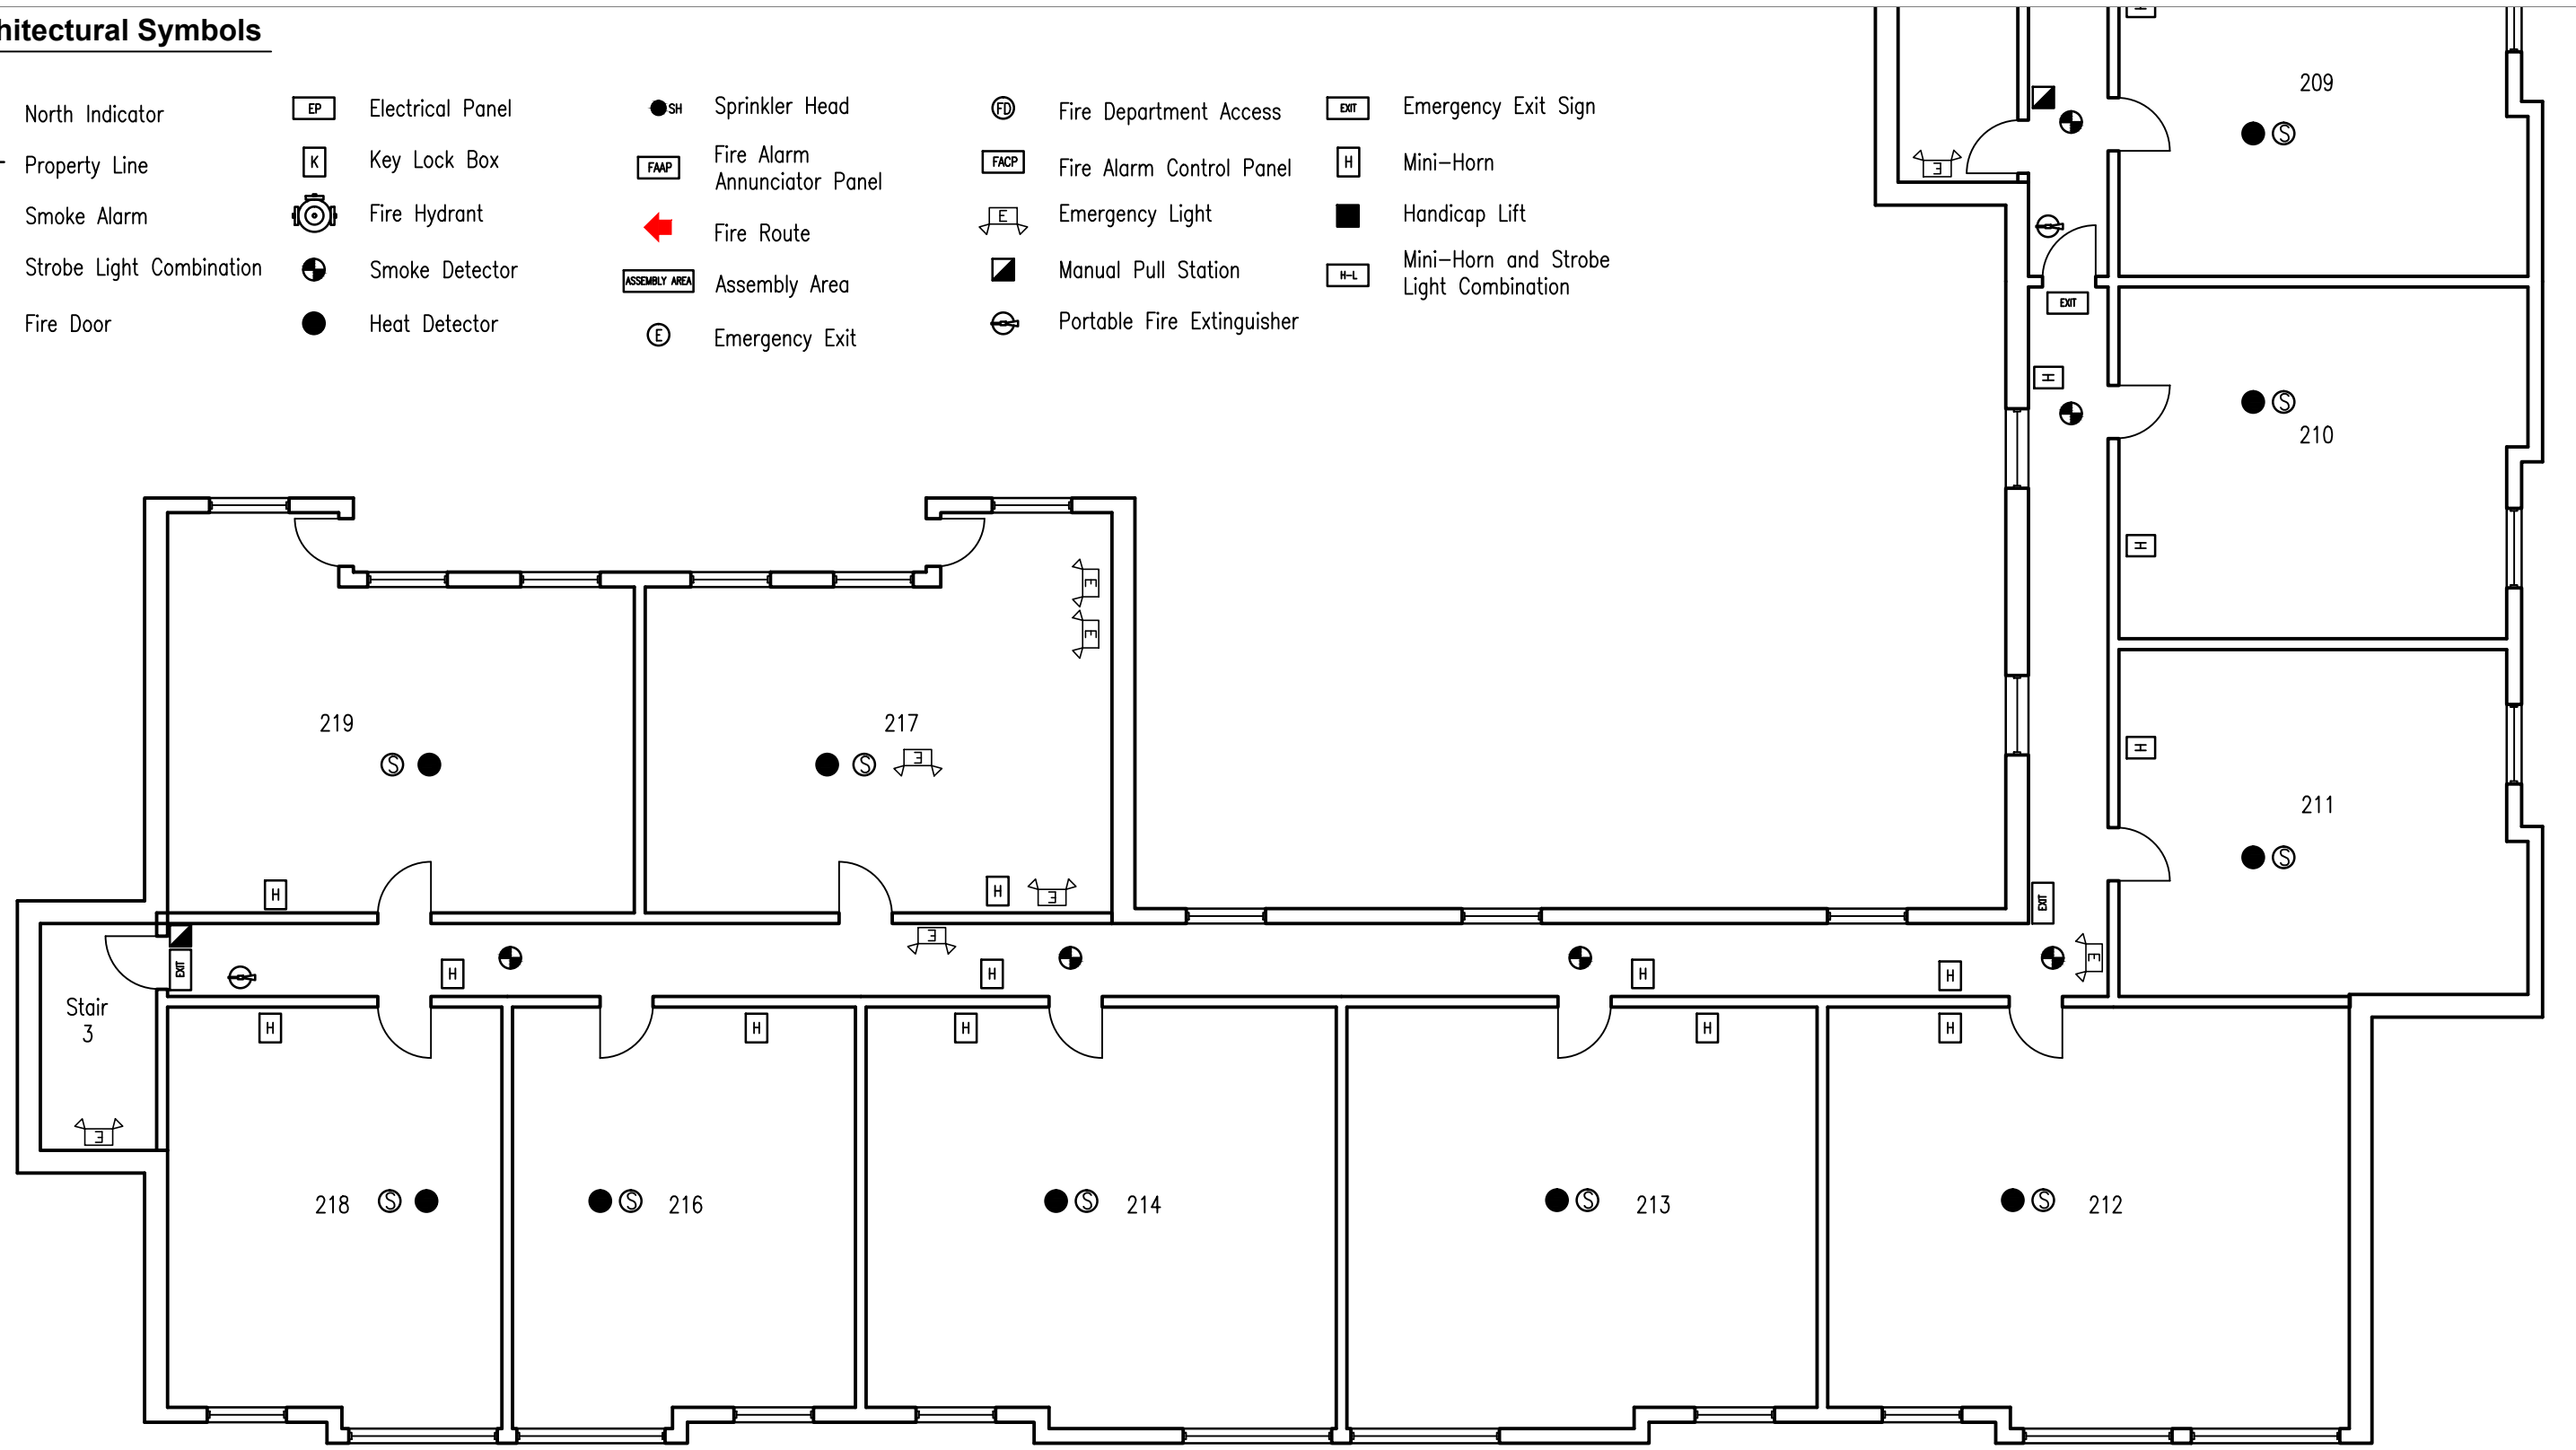 hitectural Symbols
North Indicator
Property Line
Smoke Alarm
Strobe Light Combination
Fire Door
EP Electrical Panel
K Key Lock Box
Fire Hydrant
Smoke Detector
Heat Detector
SH Sprinkler Head
FAAP Fire Alarm
Annunciator Panel
Fire Route
ASSEMBLY AREA Assembly Area
E Emergency Exit
FD Fire Department Access
FACP Fire Alarm Control Panel
E Emergency Light
Manual Pull Station
Portable Fire Extinguisher
EXIT Emergency Exit Sign
H Mini-Horn
Handicap Lift
H-L Mini-Horn and Strobe
Light Combination
H
209
S
E
EXIT
H
S
210
H
E
E
H
219
217
S
S
E
211
S
H
H
E
EXIT
E
EXIT
H
H
H
H
E
Stair
3
H
H
H
H
H
E
218
S
S
216
S
214
S
213
S
212